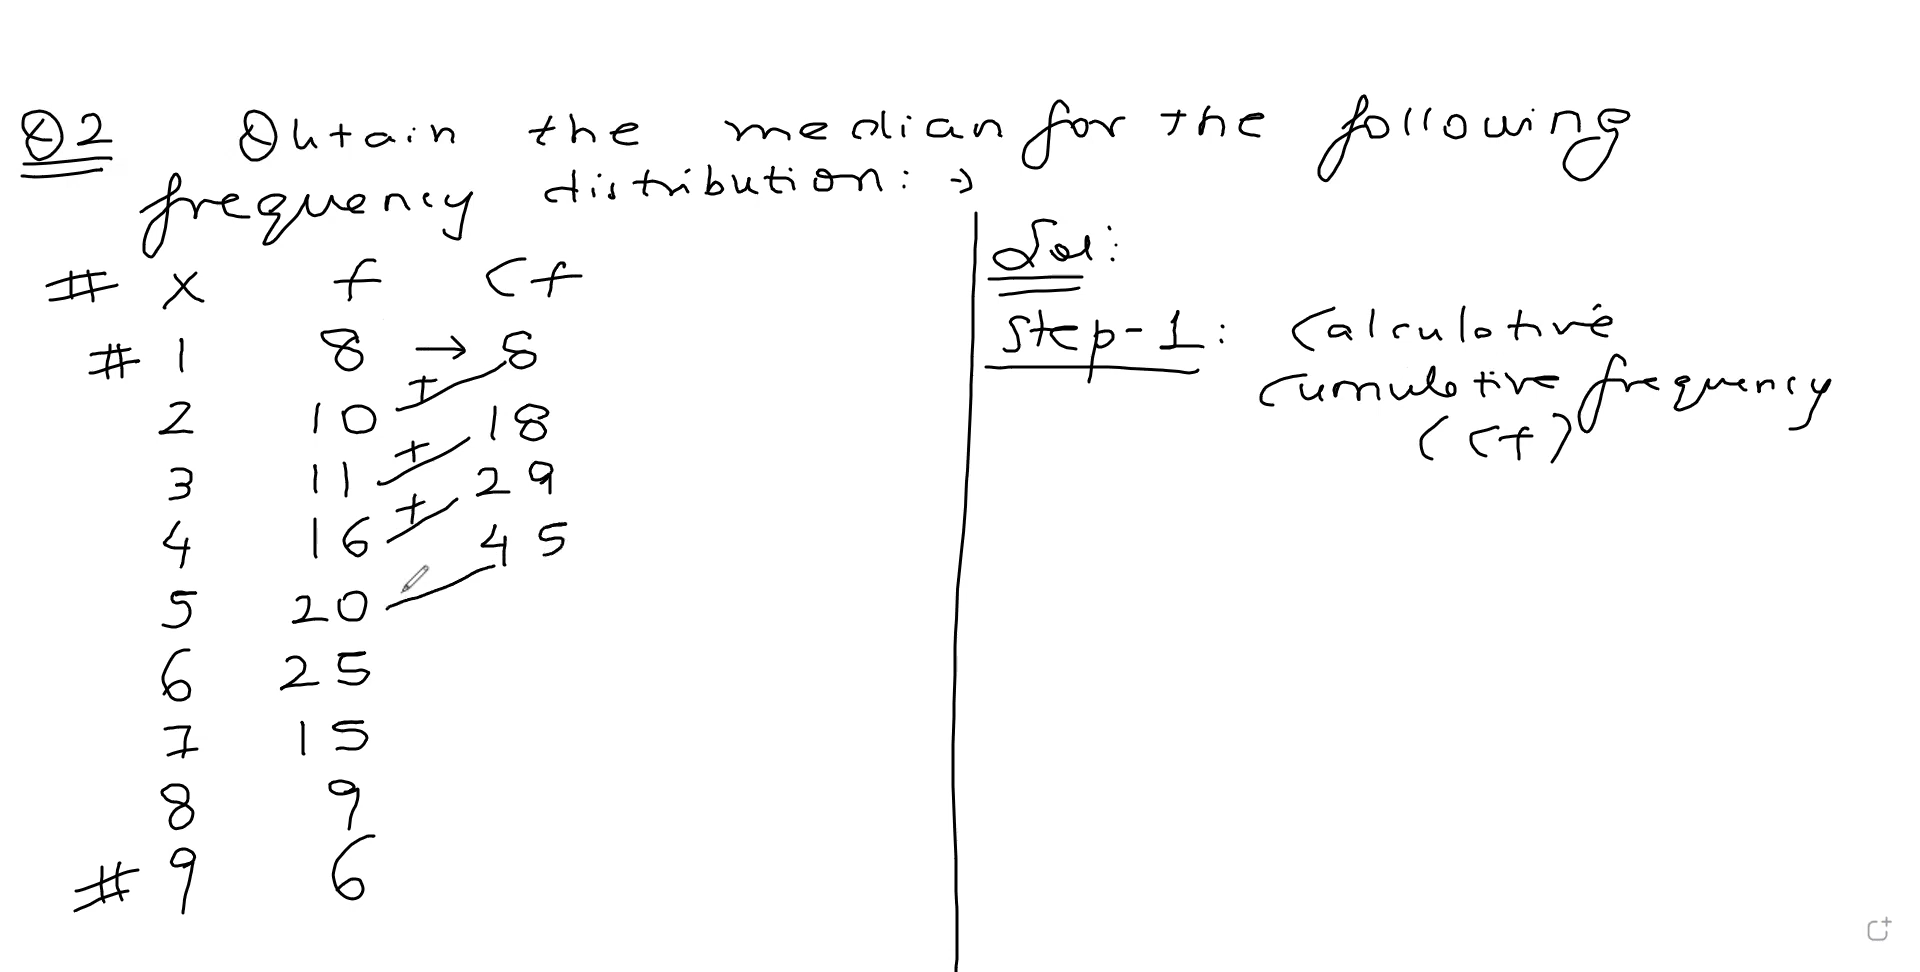 Q2 Obtain the median for the following
frequency distribution: →
# x f cf
# 1 8 → 8
+
2 10 18
+
3 11 29
+
4 16 45
5 20
6 25
7 15
8 9
# 9 6
Sol:
Step-1: Calculative
cumulative frequency
(cf)